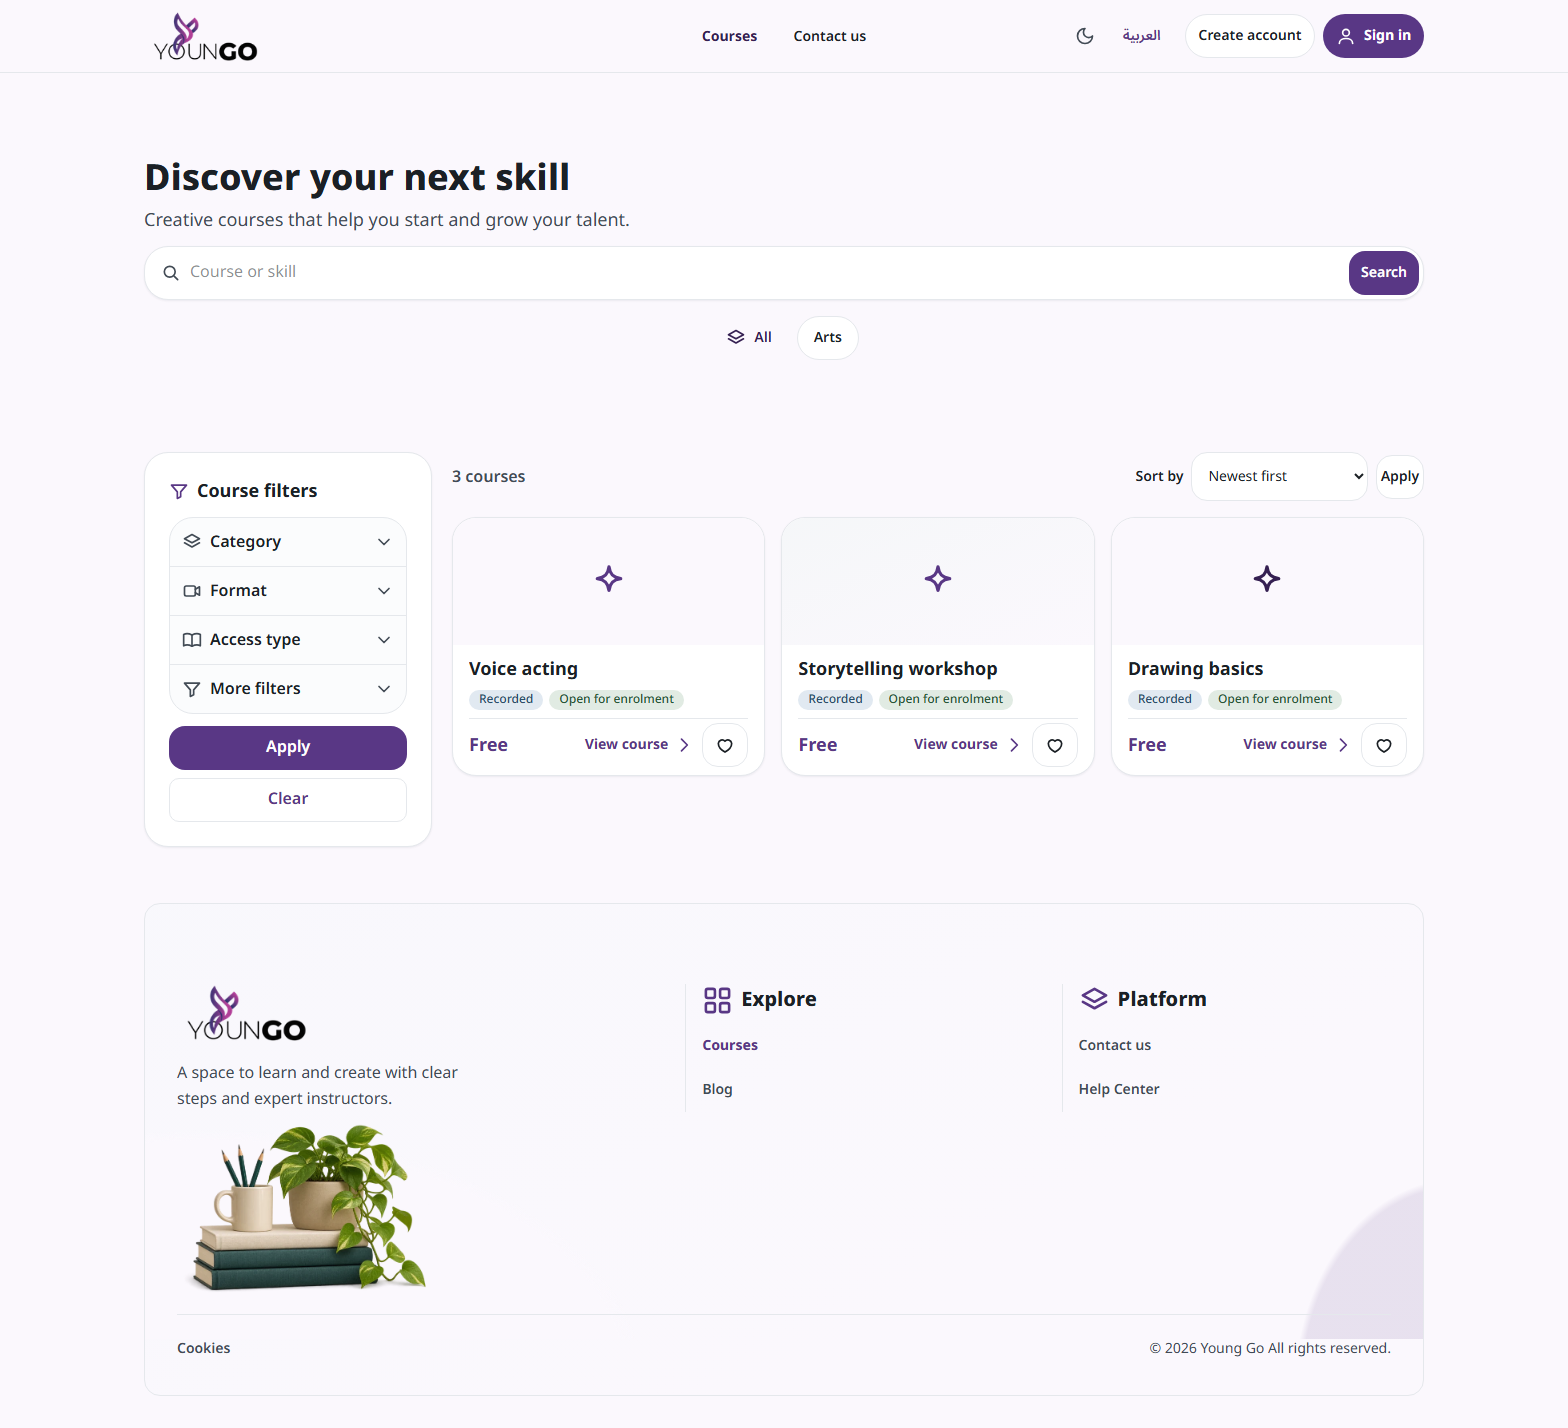 YOUNGO
Courses
Contact us
العربية
Create account
Sign in
Discover your next skill
Creative courses that help you start and grow your talent.
Course or skill
Search
All
Arts
Course filters
Category
Format
Access type
More filters
Apply
Clear
3 courses
Sort by
Newest first
Apply
Voice acting
Recorded
Open for enrolment
Free
View course
Storytelling workshop
Recorded
Open for enrolment
Free
View course
Drawing basics
Recorded
Open for enrolment
Free
View course
YOUNGO
A space to learn and create with clear
steps and expert instructors.
Explore
Courses
Blog
Platform
Contact us
Help Center
Cookies
© 2026 Young Go All rights reserved.